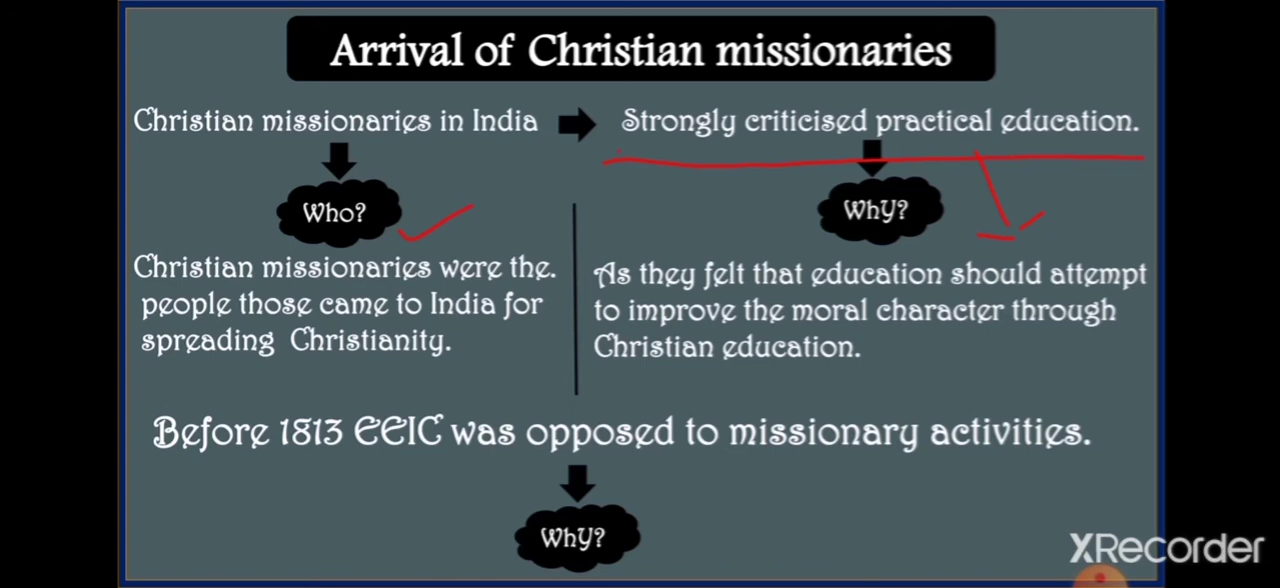 Arrival of Christian missionaries
Christian missionaries in India
Strongly criticised practical education.
Who?
WhY?
Christian missionaries were the.
people those came to India for
spreading Christianity.
As they felt that education should attempt
to improve the moral character through
Christian education.
Before 1813 EEIC was opposed to missionary activities.
WhY?
XRecorder